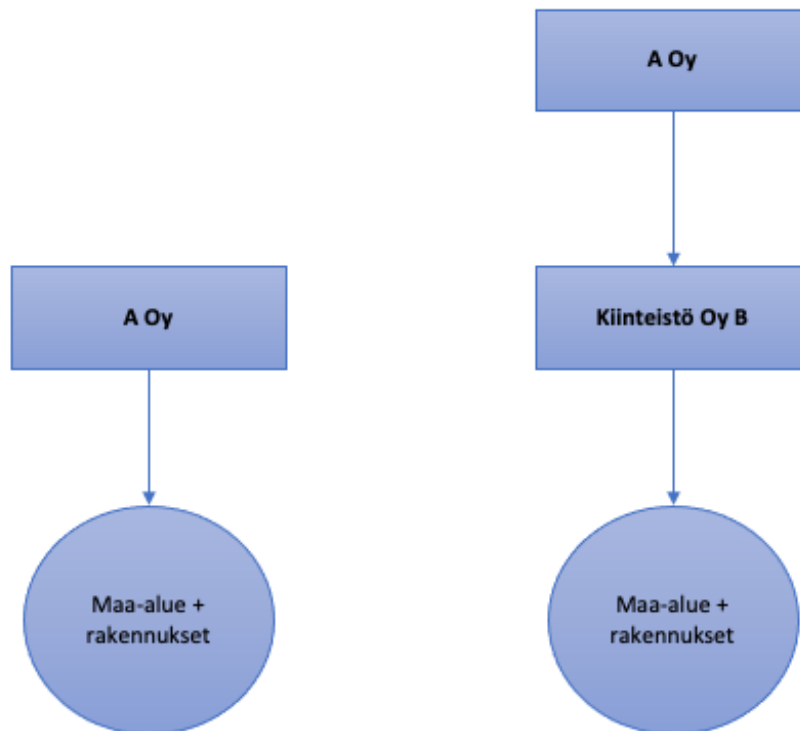 A Oy
Maa-alue +
rakennukset
A Oy
Kiinteistö Oy B
Maa-alue +
rakennukset